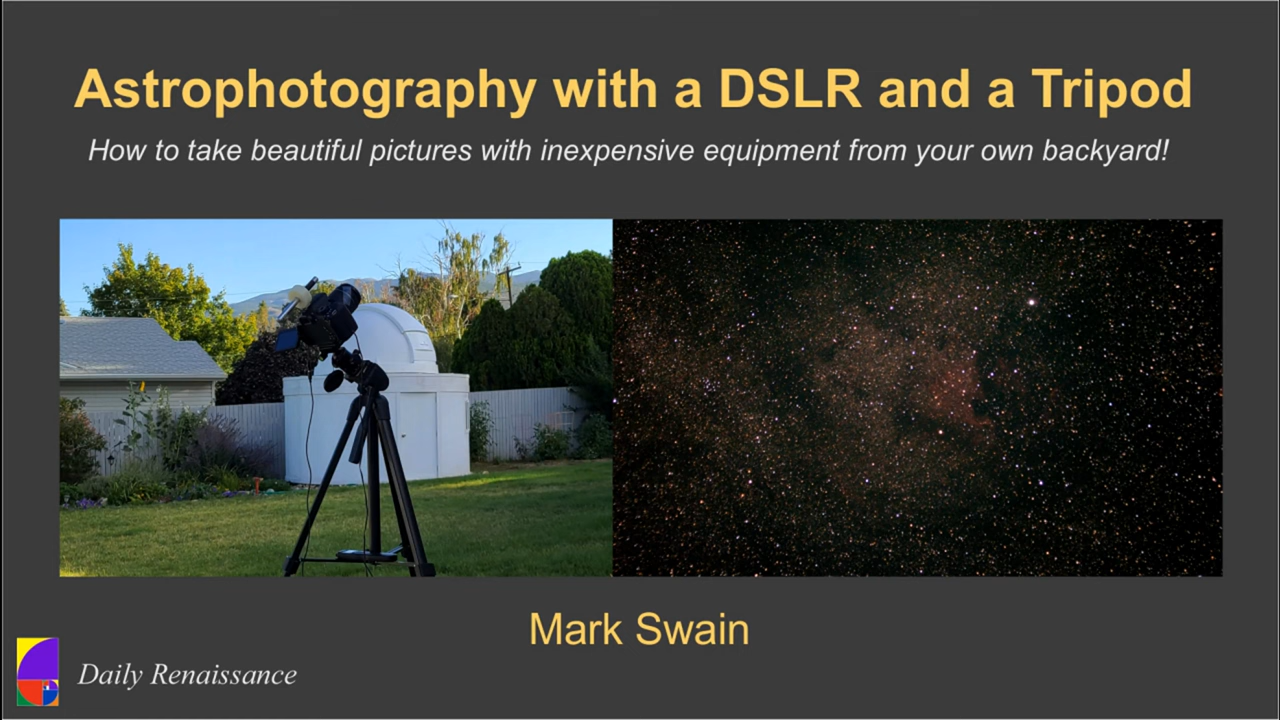 Astrophotography with a DSLR and a Tripod
How to take beautiful pictures with inexpensive equipment from your own backyard!
Mark Swain
Daily Renaissance